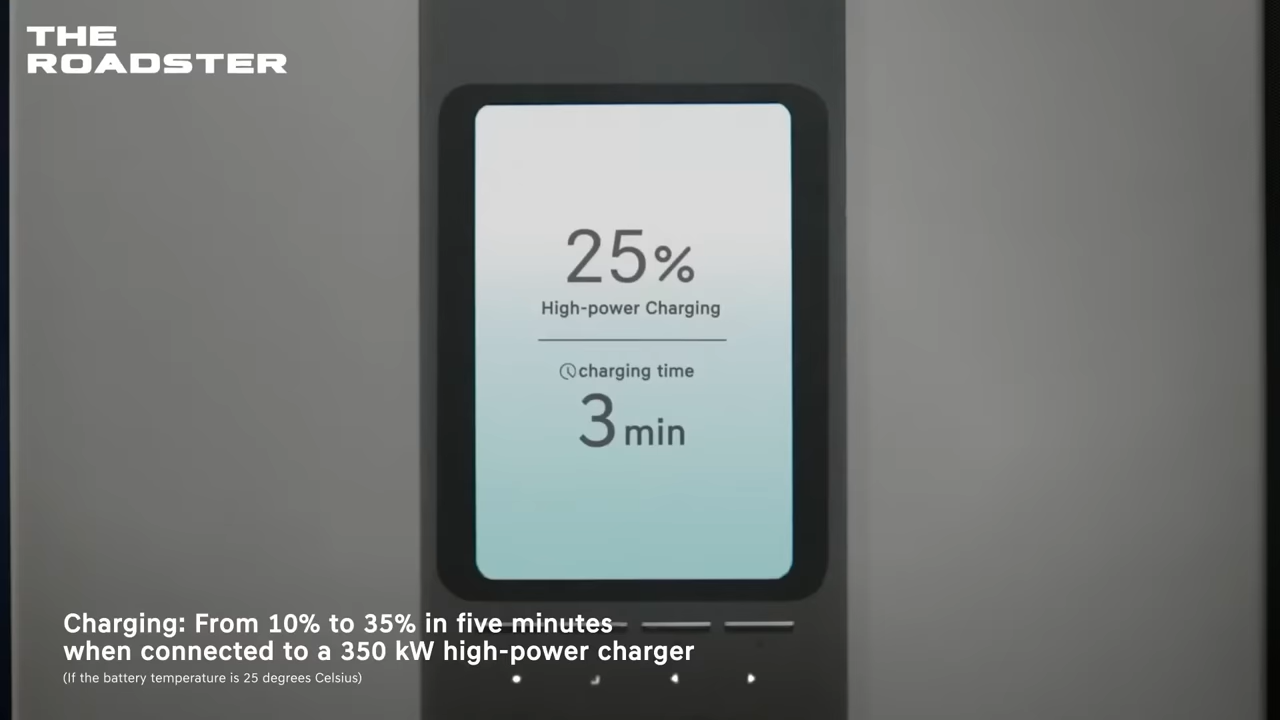 THE
ROADSTER
25%
High-power Charging
charging time
3 min
Charging: From 10% to 35% in five minutes
when connected to a 350 kW high-power charger
(If the battery temperature is 25 degrees Celsius)